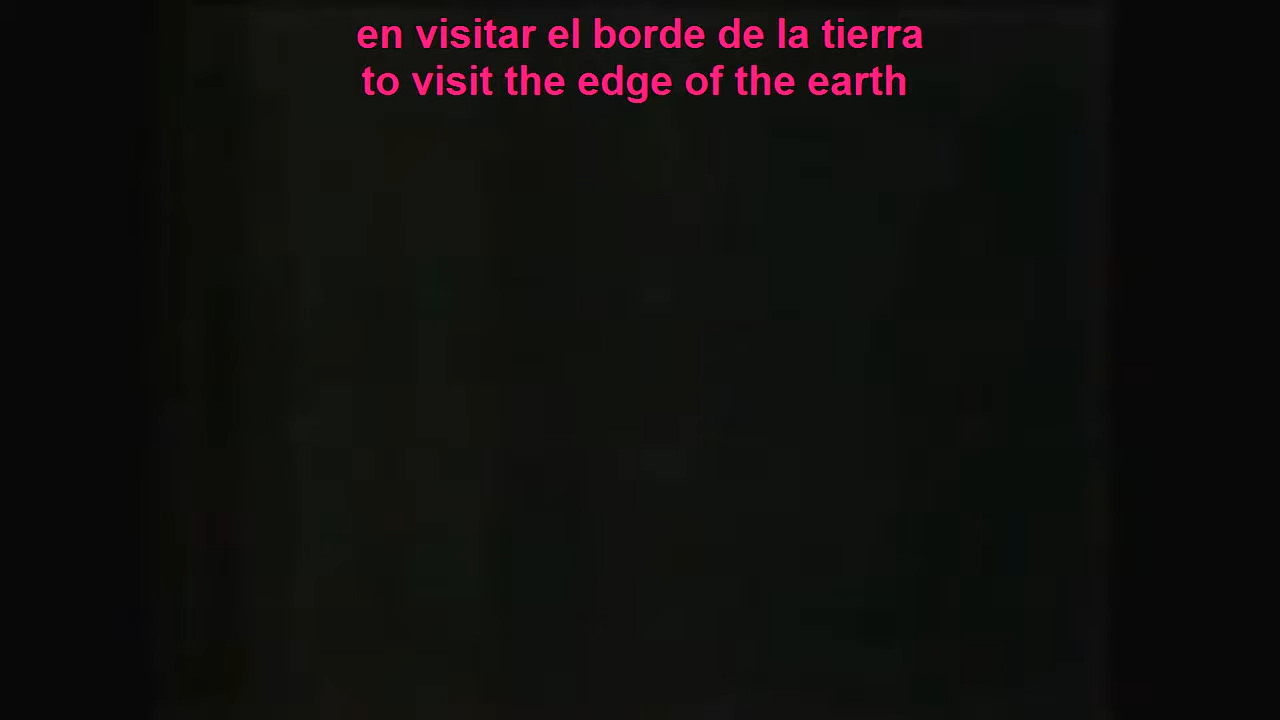 en visitar el borde de la tierra
to visit the edge of the earth